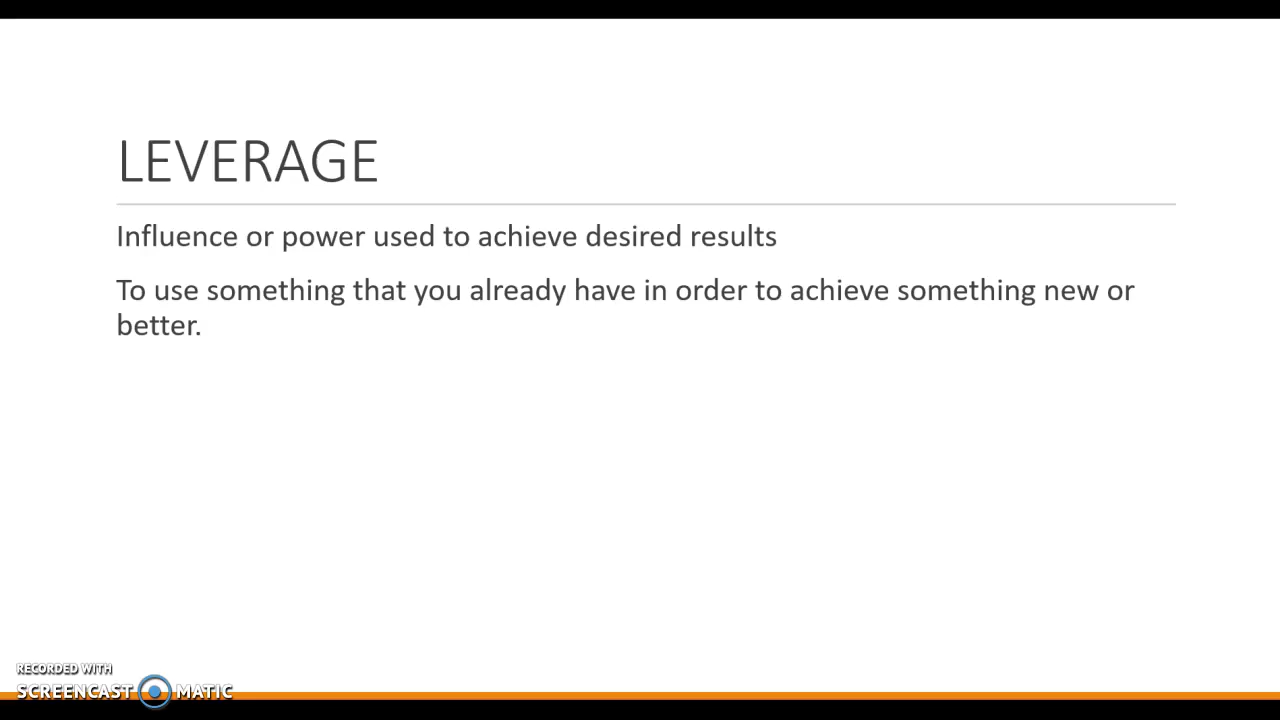 LEVERAGE
Influence or power used to achieve desired results
To use something that you already have in order to achieve something new or
better.
RECORDED WITH
SCREENCAST MATIC